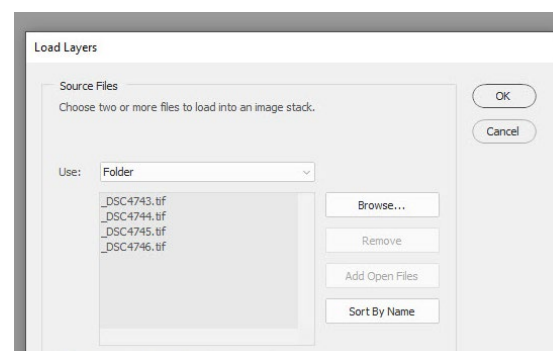 Load Layers
Source Files
Choose two or more files to load into an image stack.
OK
Cancel
Use: Folder
_DSC4743.tif
_DSC4744.tif
_DSC4745.tif
_DSC4746.tif
Browse...
Remove
Add Open Files
Sort By Name